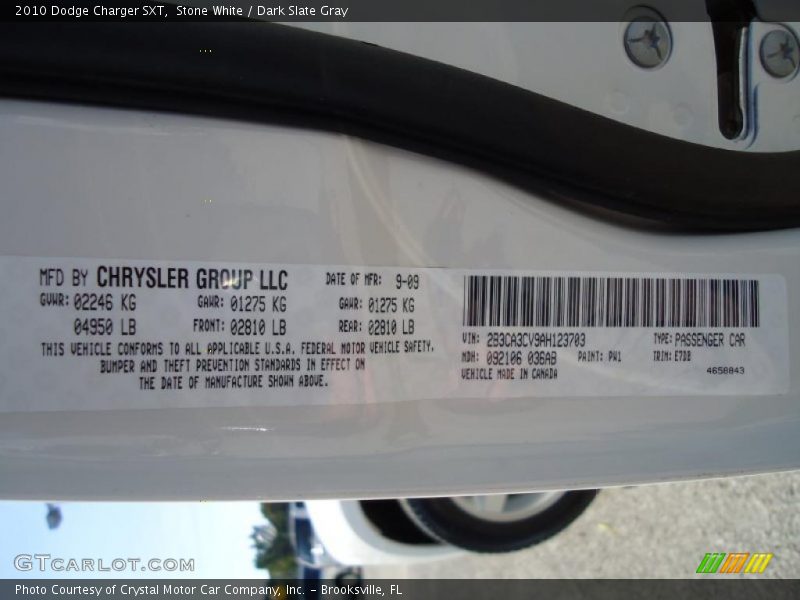 2010 Dodge Charger SXT, Stone White / Dark Slate Gray
MFD BY CHRYSLER GROUP LLC DATE OF MFR: 9-09
GVWR: 02246 KG GAWR: 01275 KG GAWR: 01275 KG
04950 LB FRONT: 02810 LB REAR: 02810 LB
THIS VEHICLE CONFORMS TO ALL APPLICABLE U.S.A. FEDERAL MOTOR VEHICLE SAFETY.
BUMPER AND THEFT PREVENTION STANDARDS IN EFFECT ON
THE DATE OF MANUFACTURE SHOWN ABOVE.
VIN: 2B3CA3CV9AH123703 TYPE: PASSENGER CAR
MDH: 092106 036AB PAINT: PW1 TRIM: E7DB
VEHICLE MADE IN CANADA 4658843
GTcarlot.com
Photo Courtesy of Crystal Motor Car Company, Inc. – Brooksville, FL